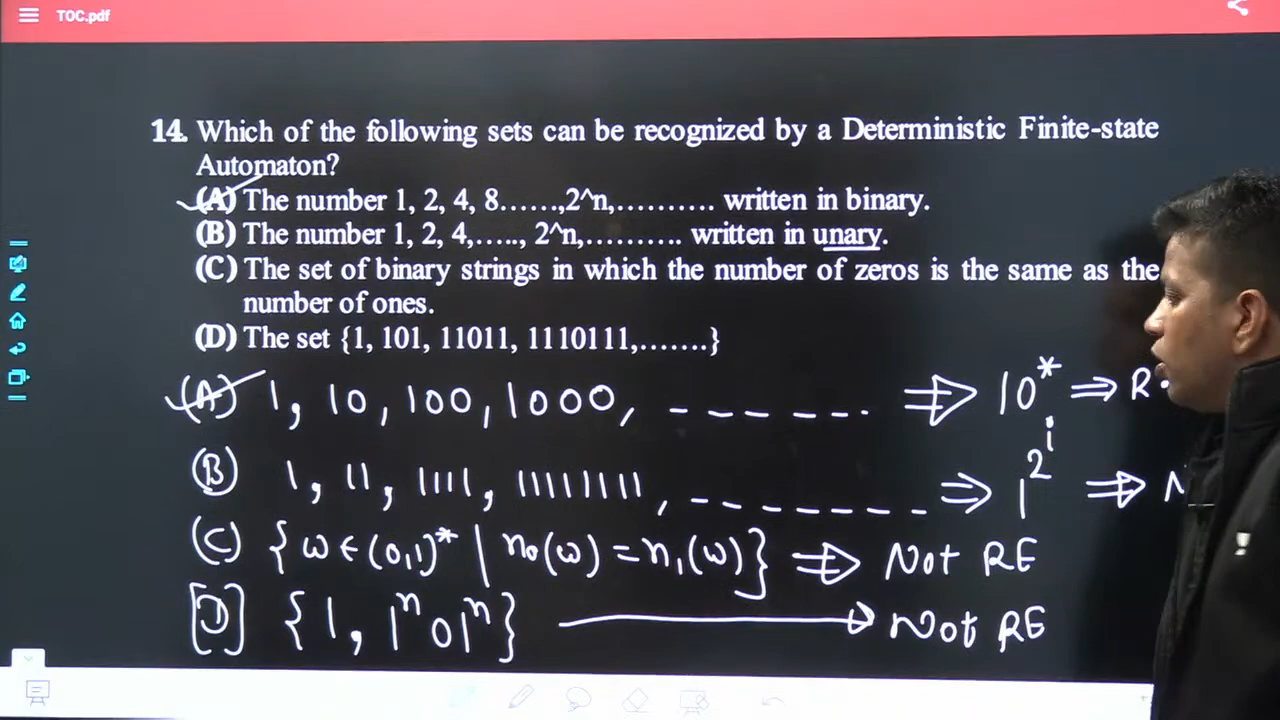 TOC.pdf
14. Which of the following sets can be recognized by a Deterministic Finite-state
Automaton?
(A) The number 1, 2, 4, 8……,2^n,………. written in binary.
(B) The number 1, 2, 4,….., 2^n,……….. written in unary.
(C) The set of binary strings in which the number of zeros is the same as the
number of ones.
(D) The set {1, 101, 11011, 1110111,…….}
(A) 1, 10, 100, 1000, - - - - - - ⇒ 10* ⇒ R
(B) 1, 11, 1111, 11111111, - - - - - - - - ⇒ 1^2^i ⇒ N
(C) {w ∈ (0,1)* | n₀(w) = n₁(w)} ⇒ Not RE
[D] {1, 1ⁿ01ⁿ} → Not RE